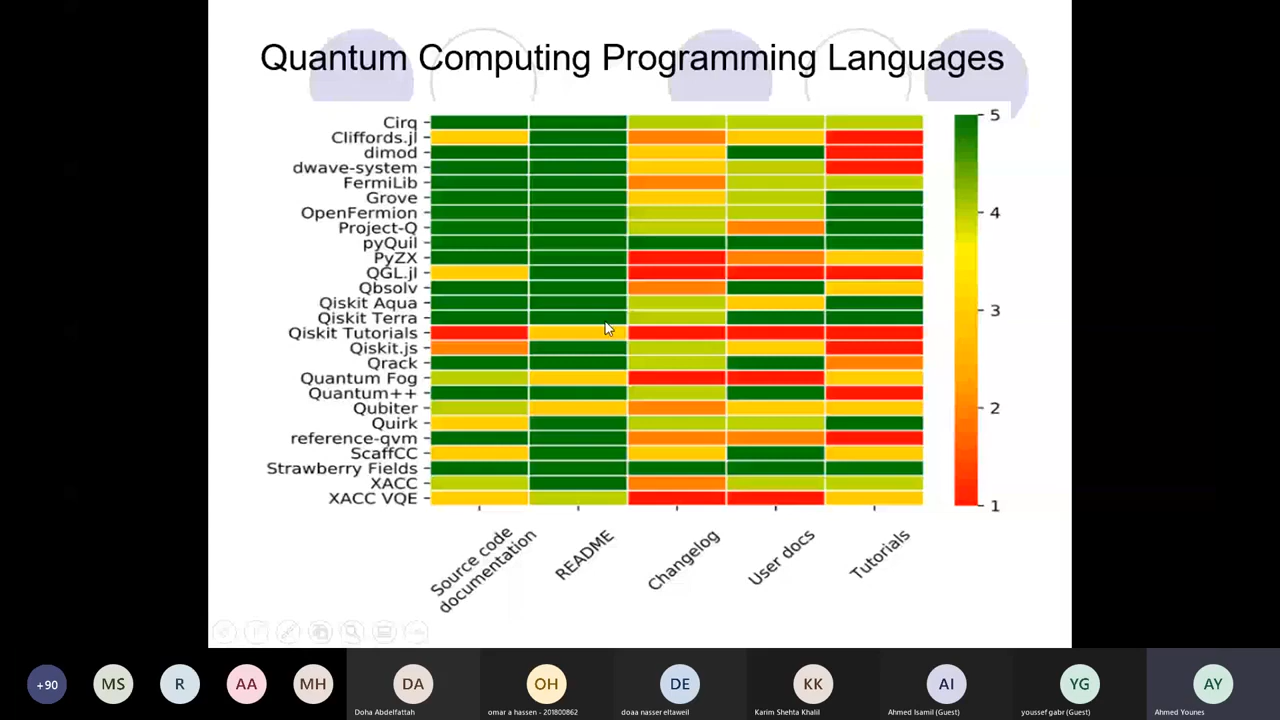 Quantum Computing Programming Languages
Cirq
Cliffords.jl
dimod
dwave-system
FermiLib
Grove
OpenFermion
Project-Q
pyQuil
PyZX
QGL.jl
Qbsolv
Qiskit Aqua
Qiskit Terra
Qiskit Tutorials
Qiskit.js
Qrack
Quantum Fog
Quantum++
Qubiter
Quirk
reference-qvm
ScaffCC
Strawberry Fields
XACC
XACC VQE
5
4
3
2
1
Source code
documentation
README
Changelog
User docs
Tutorials
+90
MS
R
AA
MH
DA
OH
DE
KK
AI
YG
AY
Doha Abdelfattah
omar a hassen - 201800862
doaa nasser eltaweil
Karim Shehta Khalil
Ahmed Isamil (Guest)
youssef gabr (Guest)
Ahmed Younes